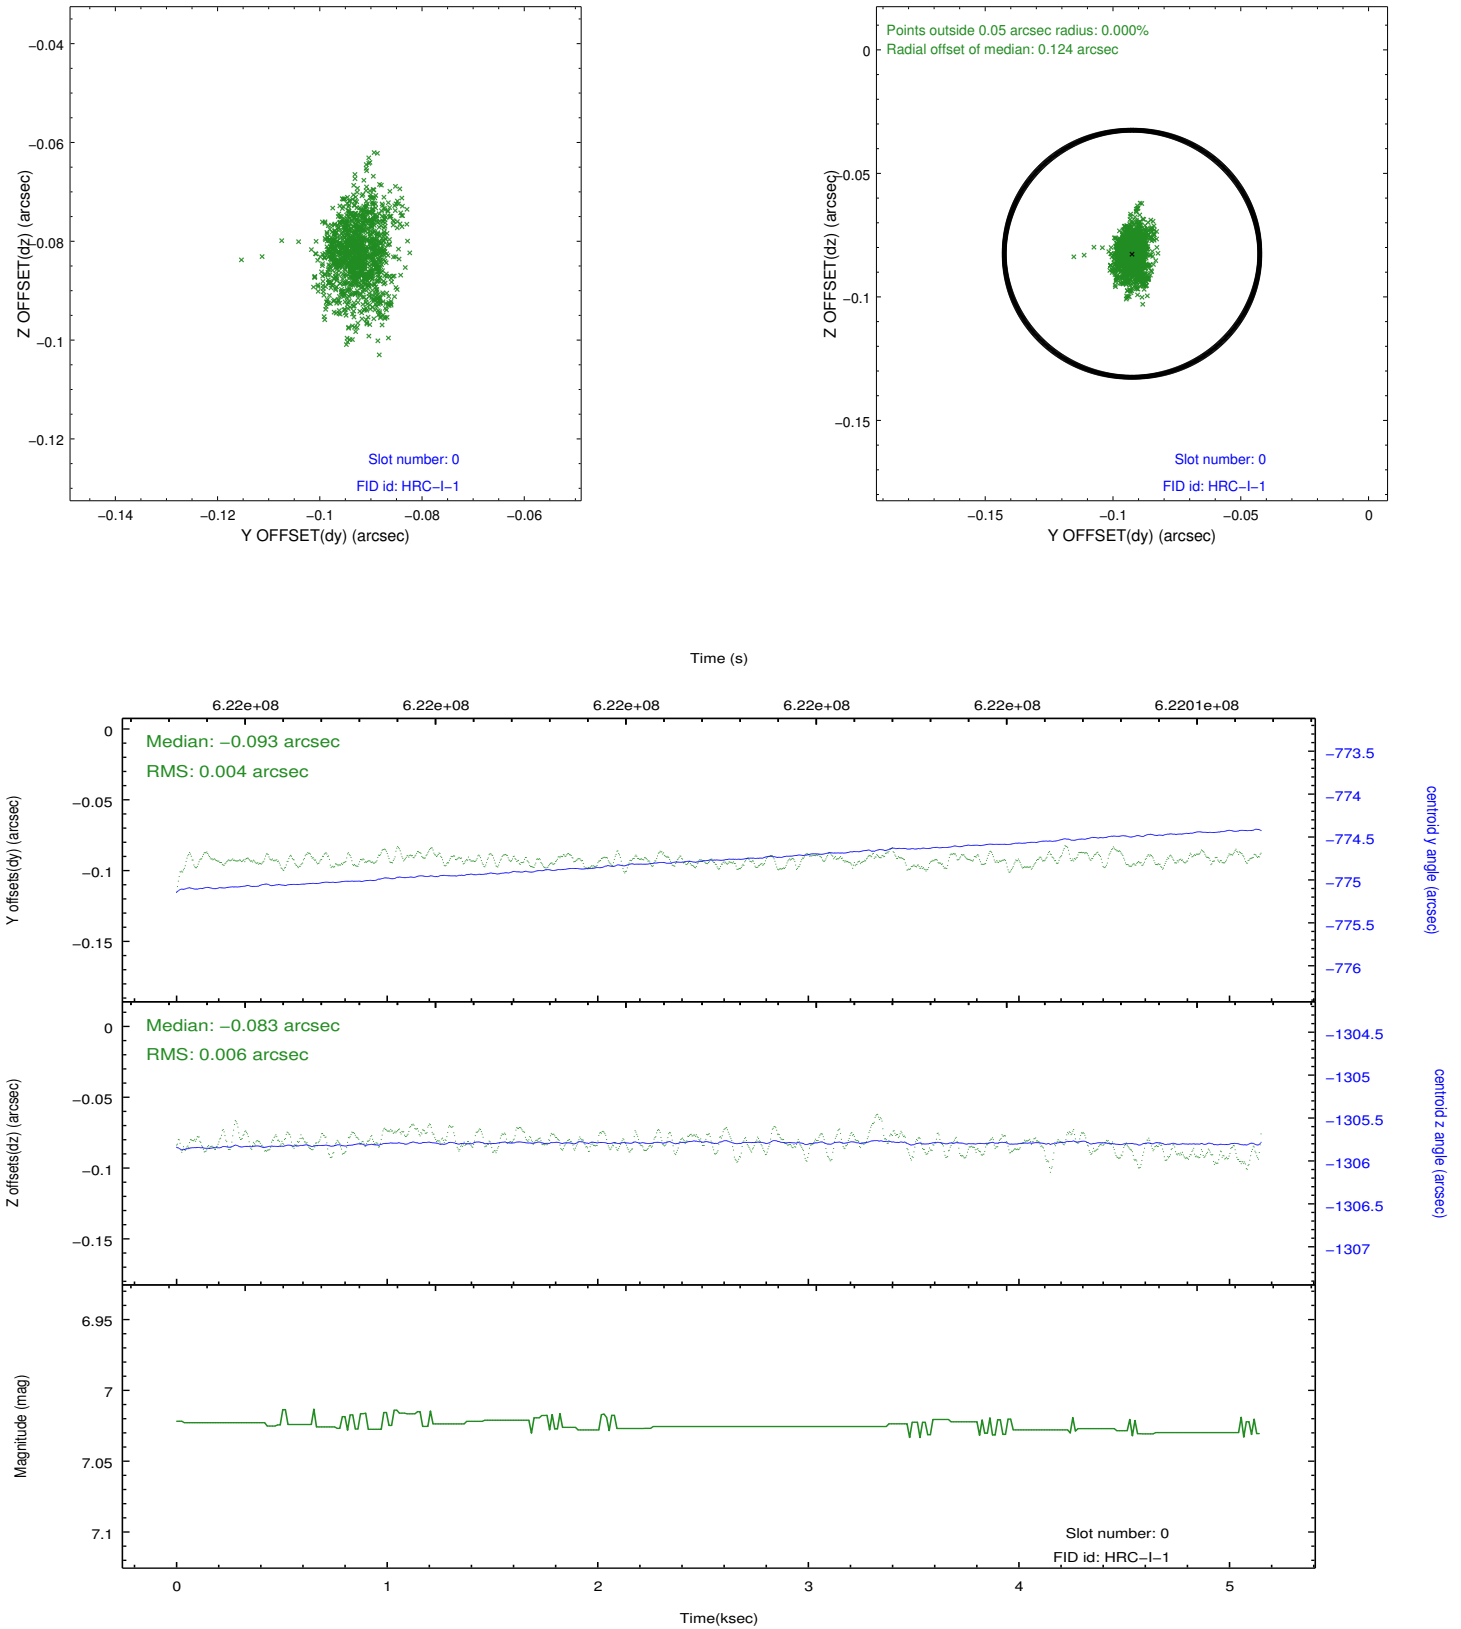 −0.04
−0.06
−0.08
−0.1
−0.12
Z OFFSET(dz) (arcsec)
Slot number: 0
FID id: HRC−I−1
−0.14
−0.12
−0.1
−0.08
−0.06
Y OFFSET(dy) (arcsec)
Points outside 0.05 arcsec radius: 0.000%
Radial offset of median: 0.124 arcsec
0
−0.05
−0.1
−0.15
Z OFFSET(dz) (arcsec)
Slot number: 0
FID id: HRC−I−1
−0.15
−0.1
−0.05
0
Y OFFSET(dy) (arcsec)
Time (s)
6.22e+08
6.22e+08
6.22e+08
6.22e+08
6.22e+08
6.2201e+08
Median: −0.093 arcsec
RMS: 0.004 arcsec
0
−0.05
−0.1
−0.15
Y offsets(dy) (arcsec)
−773.5
−774
−774.5
−775
−775.5
−776
centroid y angle (arcsec)
Median: −0.083 arcsec
RMS: 0.006 arcsec
0
−0.05
−0.1
−0.15
Z offsets(dz) (arcsec)
−1304.5
−1305
−1305.5
−1306
−1306.5
−1307
centroid z angle (arcsec)
6.95
7
7.05
7.1
Magnitude (mag)
Slot number: 0
FID id: HRC−I−1
0
1
2
3
4
5
Time(ksec)